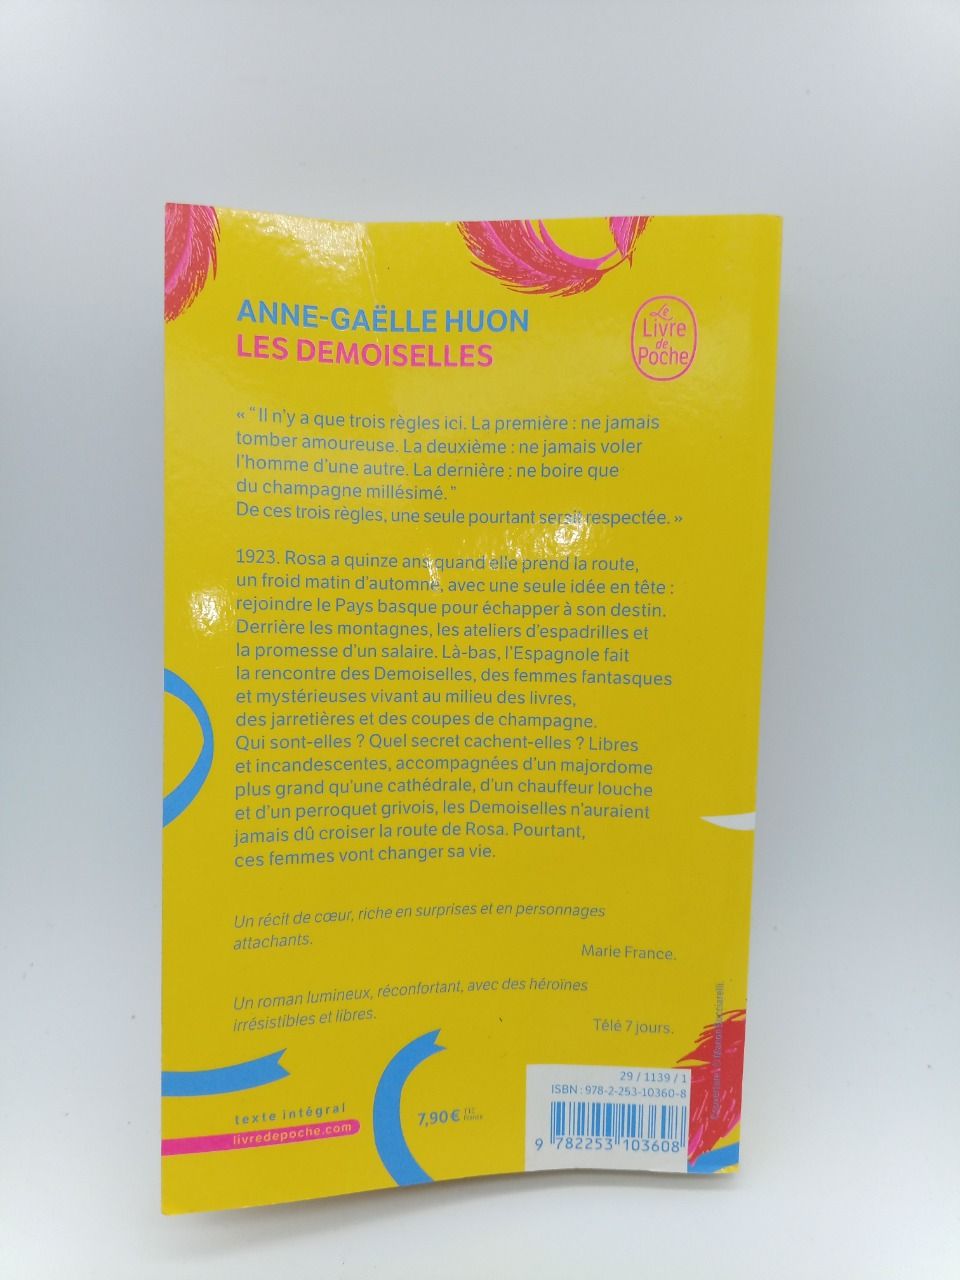 ANNE-GAËLLE HUON
LES DEMOISELLES
Le
Livre
de
Poche
« “Il n’y a que trois règles ici. La première : ne jamais
tomber amoureuse. La deuxième : ne jamais voler
l’homme d’une autre. La dernière : ne boire que
du champagne millésimé.”
De ces trois règles, une seule pourtant serait respectée. »
1923. Rosa a quinze ans quand elle prend la route,
un froid matin d’automne, avec une seule idée en tête :
rejoindre le Pays basque pour échapper à son destin.
Derrière les montagnes, les ateliers d’espadrilles et
la promesse d’un salaire. Là-bas, l’Espagnole fait
la rencontre des Demoiselles, des femmes fantasques
et mystérieuses vivant au milieu des livres,
des jarretières et des coupes de champagne.
Qui sont-elles ? Quel secret cachent-elles ? Libres
et incandescentes, accompagnées d’un majordome
plus grand qu’une cathédrale, d’un chauffeur louche
et d’un perroquet grivois, les Demoiselles n’auraient
jamais dû croiser la route de Rosa. Pourtant,
ces femmes vont changer sa vie.
Un récit de cœur, riche en surprises et en personnages
attachants.
Marie France.
Un roman lumineux, réconfortant, avec des héroïnes
irrésistibles et libres.
Télé 7 jours.
texte intégral
livredepoche.com
7,90 € TTC
France
29 / 1139 / 1
ISBN : 978-2-253-10360-8
9 782253 103608